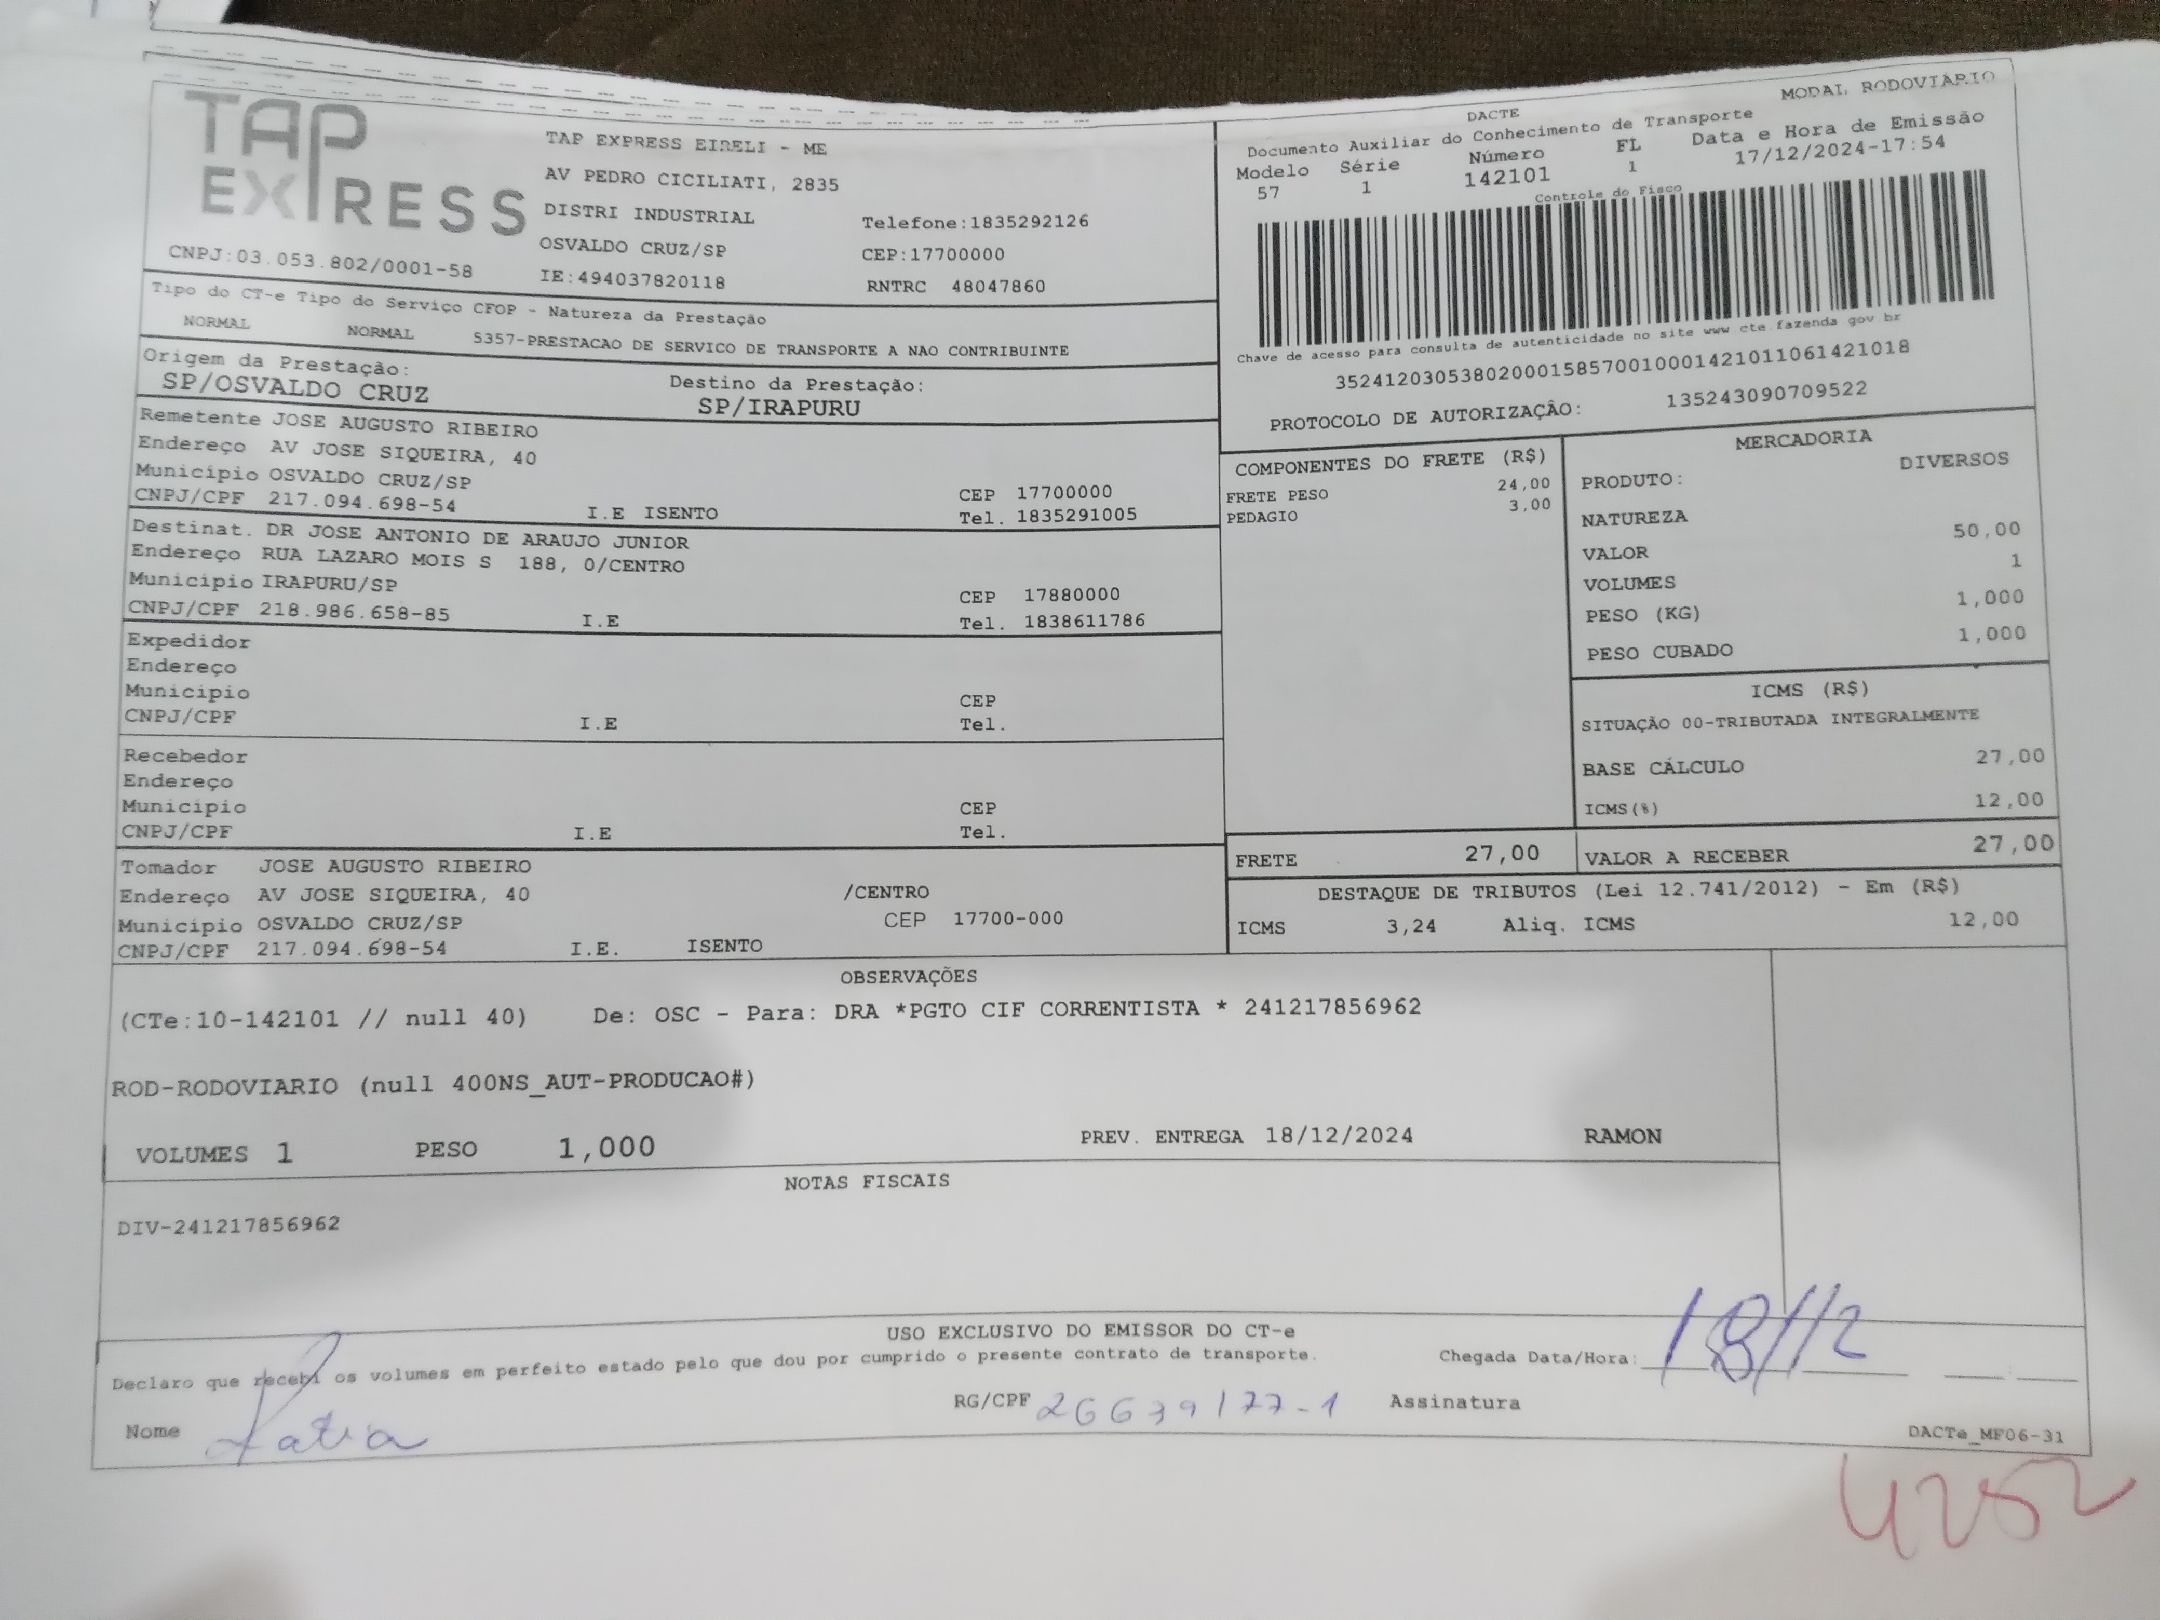 TAP EXPRESS
CNPJ:03.053.802/0001-58
TAP EXPRESS EIRELI - ME
AV PEDRO CICILIATI, 2835
DISTRI INDUSTRIAL
OSVALDO CRUZ/SP
IE:494037820118
Telefone:1835292126
CEP:17700000
RNTRC 48047860
MODAL RODOVIARIO
DACTE
Documento Auxiliar do Conhecimento de Transporte
Modelo Série Número FL Data e Hora de Emissão
57 1 142101 1 17/12/2024-17:54
Controle do Fisco
Chave de acesso para consulta de autenticidade no site www cte.fazenda gov.br
35241203053802000158570010001421011061421018
PROTOCOLO DE AUTORIZAÇÃO: 135243090709522
Tipo do CT-e Tipo do Serviço CFOP - Natureza da Prestação
NORMAL NORMAL 5357-PRESTACAO DE SERVICO DE TRANSPORTE A NAO CONTRIBUINTE
Origem da Prestação: Destino da Prestação:
SP/OSVALDO CRUZ SP/IRAPURU
Remetente JOSE AUGUSTO RIBEIRO
Endereço AV JOSE SIQUEIRA, 40
Município OSVALDO CRUZ/SP CEP 17700000
CNPJ/CPF 217.094.698-54 I.E ISENTO Tel. 1835291005
Destinat. DR JOSE ANTONIO DE ARAUJO JUNIOR
Endereço RUA LAZARO MOIS S 188, 0/CENTRO
Município IRAPURU/SP CEP 17880000
CNPJ/CPF 218.986.658-85 I.E Tel. 1838611786
Expedidor
Endereço
Município CEP
CNPJ/CPF I.E Tel.
Recebedor
Endereço
Município CEP
CNPJ/CPF I.E Tel.
Tomador JOSE AUGUSTO RIBEIRO
Endereço AV JOSE SIQUEIRA, 40 /CENTRO
Município OSVALDO CRUZ/SP CEP 17700-000
CNPJ/CPF 217.094.698-54 I.E. ISENTO
COMPONENTES DO FRETE (R$)
FRETE PESO 24,00
PEDAGIO 3,00
MERCADORIA
PRODUTO: DIVERSOS
NATUREZA
VALOR 50,00
VOLUMES 1
PESO (KG) 1,000
PESO CUBADO 1,000
ICMS (R$)
SITUAÇÃO 00-TRIBUTADA INTEGRALMENTE
BASE CÁLCULO 27,00
ICMS(%) 12,00
FRETE 27,00 VALOR A RECEBER 27,00
DESTAQUE DE TRIBUTOS (Lei 12.741/2012) - Em (R$)
ICMS 3,24 Aliq. ICMS 12,00
OBSERVAÇÕES
(CTe:10-142101 // null 40) De: OSC - Para: DRA *PGTO CIF CORRENTISTA * 241217856962
ROD-RODOVIARIO (null 400NS_AUT-PRODUCAO#)
VOLUMES 1 PESO 1,000 PREV. ENTREGA 18/12/2024 RAMON
NOTAS FISCAIS
DIV-241217856962
USO EXCLUSIVO DO EMISSOR DO CT-e
Declaro que recebi os volumes em perfeito estado pelo que dou por cumprido o presente contrato de transporte. Chegada Data/Hora: 18/12
Nome Katia RG/CPF 26639177-1 Assinatura
DACTe_MF06-31
4252